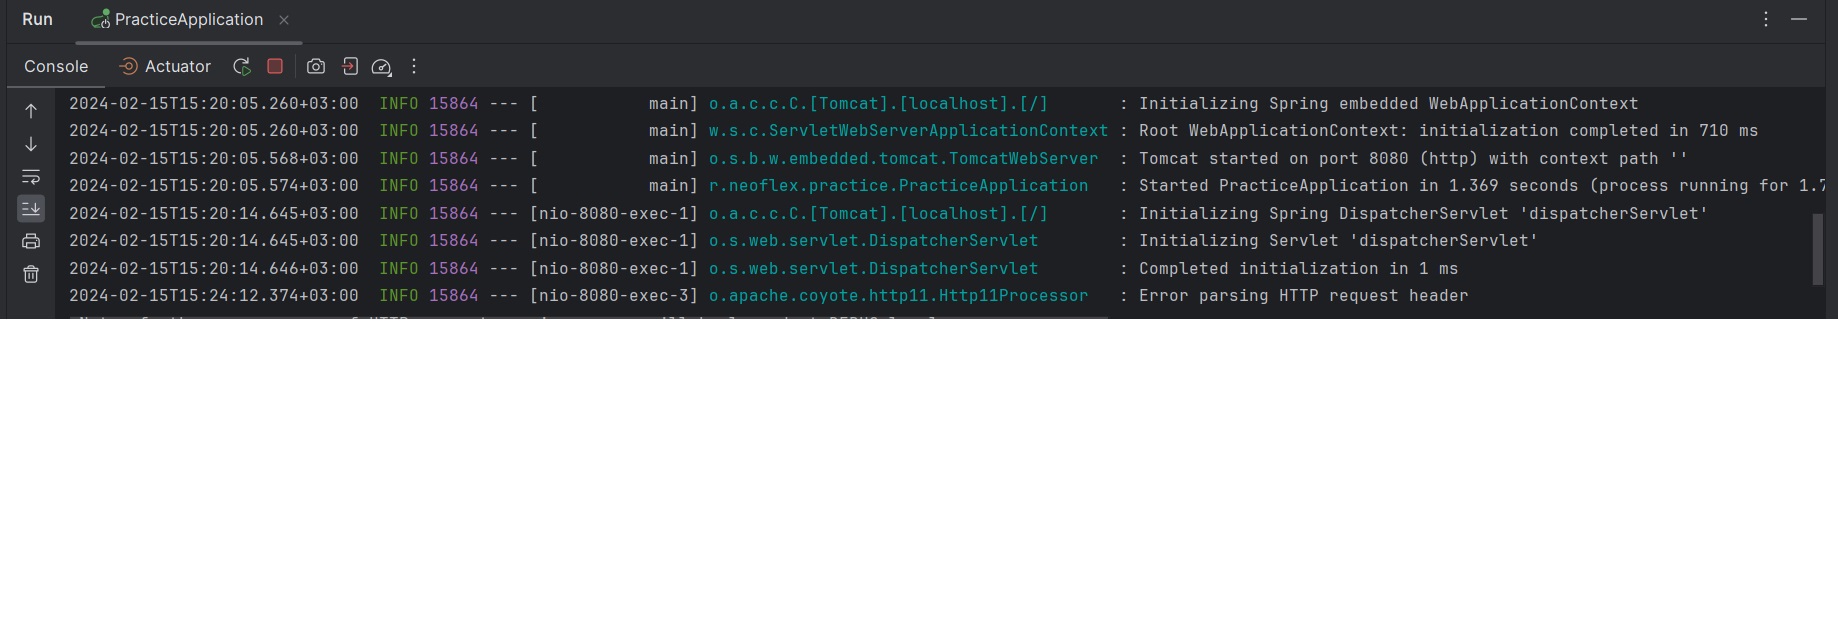 Run PracticeApplication
Console Actuator
2024-02-15T15:20:05.260+03:00  INFO 15864 --- [           main] o.a.c.c.C.[Tomcat].[localhost].[/]       : Initializing Spring embedded WebApplicationContext
2024-02-15T15:20:05.260+03:00  INFO 15864 --- [           main] w.s.c.ServletWebServerApplicationContext : Root WebApplicationContext: initialization completed in 710 ms
2024-02-15T15:20:05.568+03:00  INFO 15864 --- [           main] o.s.b.w.embedded.tomcat.TomcatWebServer  : Tomcat started on port 8080 (http) with context path ''
2024-02-15T15:20:05.574+03:00  INFO 15864 --- [           main] r.neoflex.practice.PracticeApplication   : Started PracticeApplication in 1.369 seconds (process running for 1.7
2024-02-15T15:20:14.645+03:00  INFO 15864 --- [nio-8080-exec-1] o.a.c.c.C.[Tomcat].[localhost].[/]       : Initializing Spring DispatcherServlet 'dispatcherServlet'
2024-02-15T15:20:14.645+03:00  INFO 15864 --- [nio-8080-exec-1] o.s.web.servlet.DispatcherServlet        : Initializing Servlet 'dispatcherServlet'
2024-02-15T15:20:14.646+03:00  INFO 15864 --- [nio-8080-exec-1] o.s.web.servlet.DispatcherServlet        : Completed initialization in 1 ms
2024-02-15T15:24:12.374+03:00  INFO 15864 --- [nio-8080-exec-3] o.apache.coyote.http11.Http11Processor   : Error parsing HTTP request header